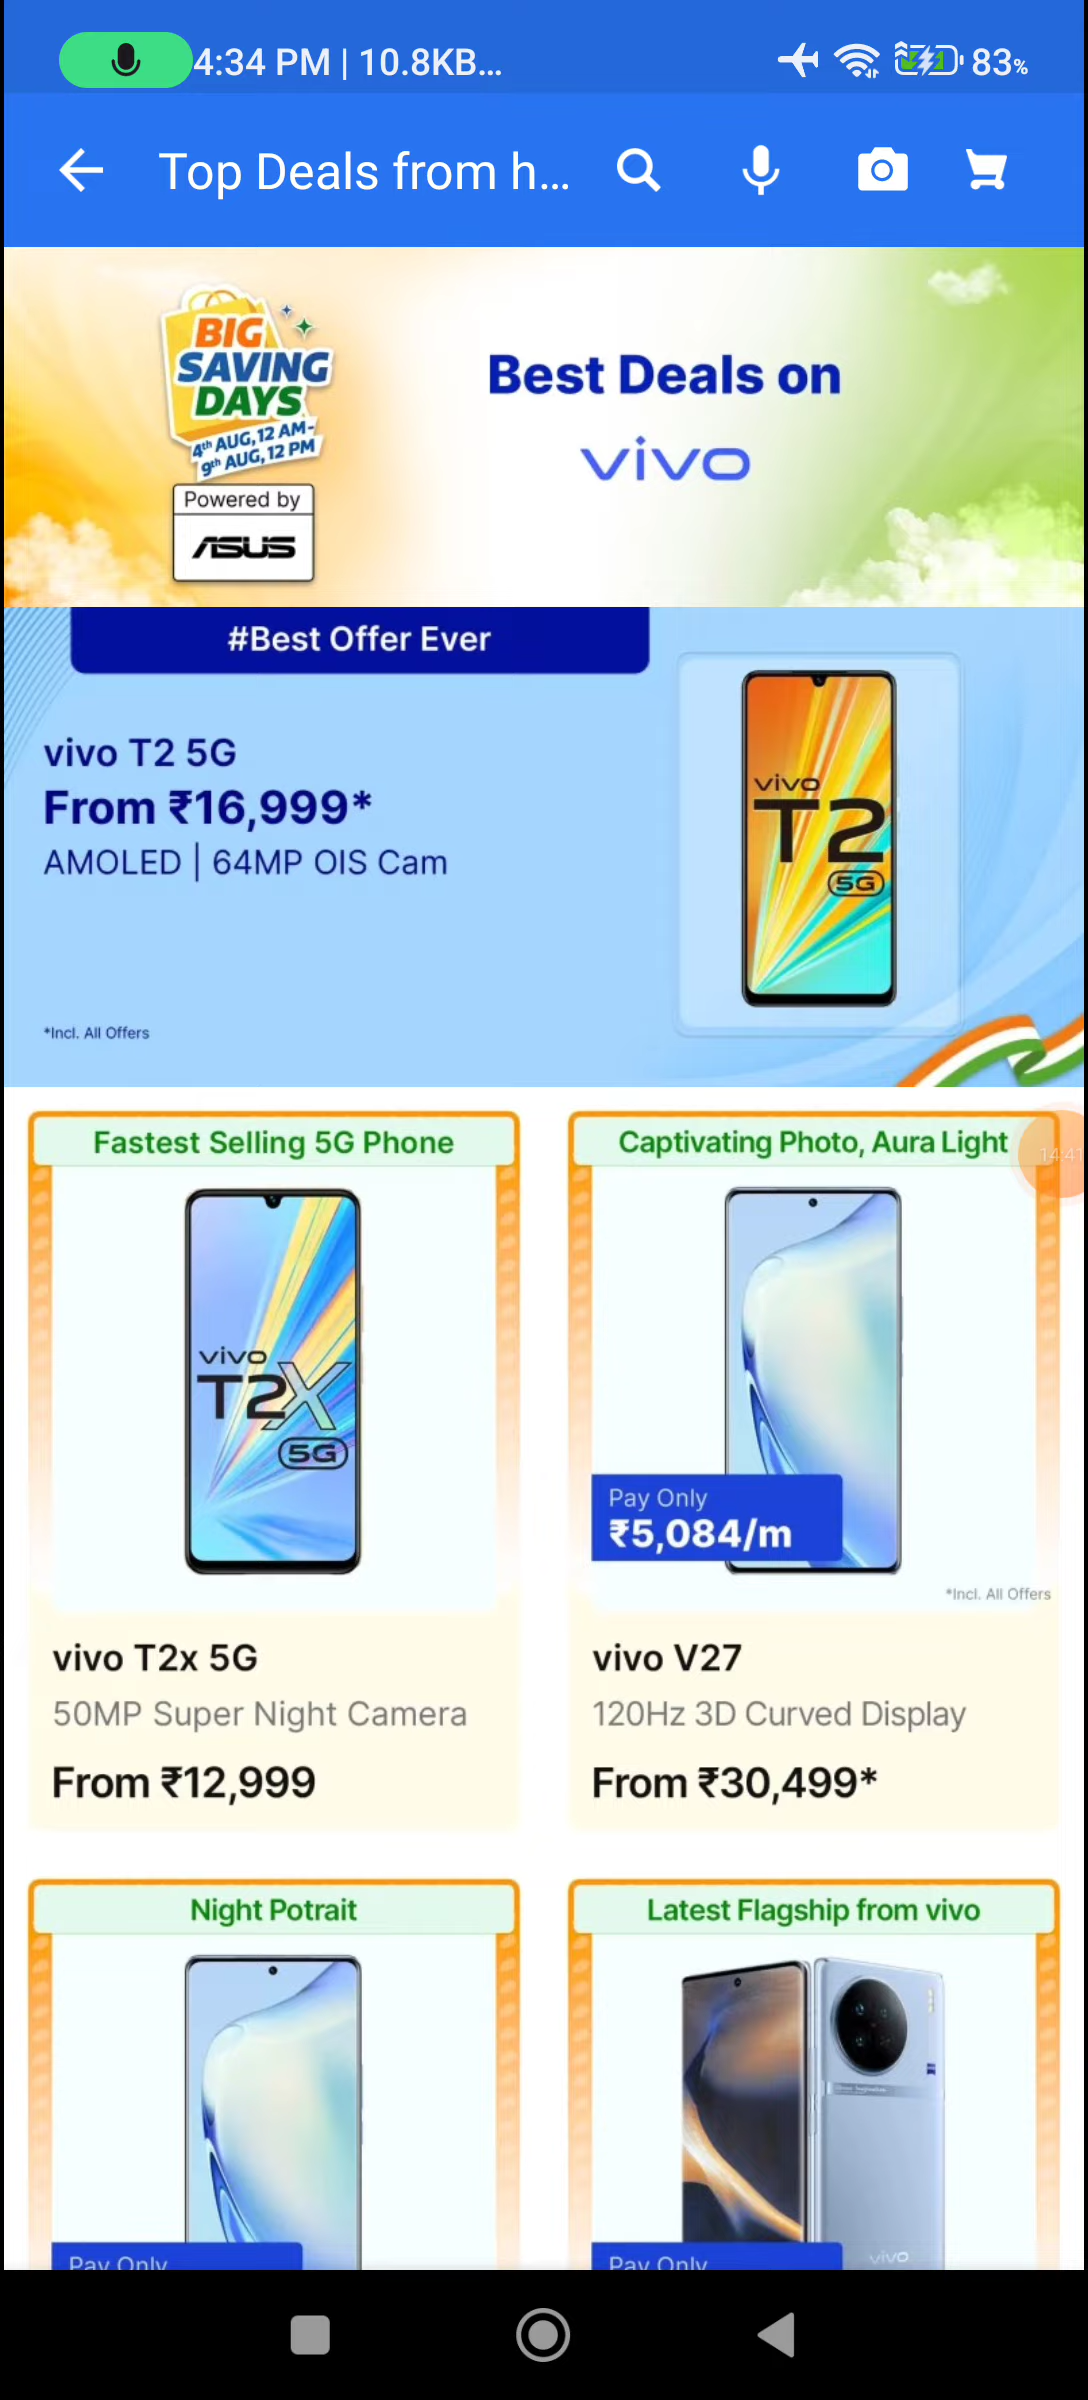 4:34 PM | 10.8KB...
83%
Top Deals from h...
BIG
SAVING
DAYS
4th AUG, 12 AM-
9th AUG, 12 PM
Powered by
ASUS
Best Deals on
vivo
#Best Offer Ever
vivo T2 5G
From ₹16,999*
AMOLED | 64MP OIS Cam
*Incl. All Offers
vivo
T2
5G
Fastest Selling 5G Phone
vivo
T2X
5G
vivo T2x 5G
50MP Super Night Camera
From ₹12,999
Captivating Photo, Aura Light
14:41
Pay Only
₹5,084/m
*Incl. All Offers
vivo V27
120Hz 3D Curved Display
From ₹30,499*
Night Potrait
Pay Only
Latest Flagship from vivo
vivo
Pay Only